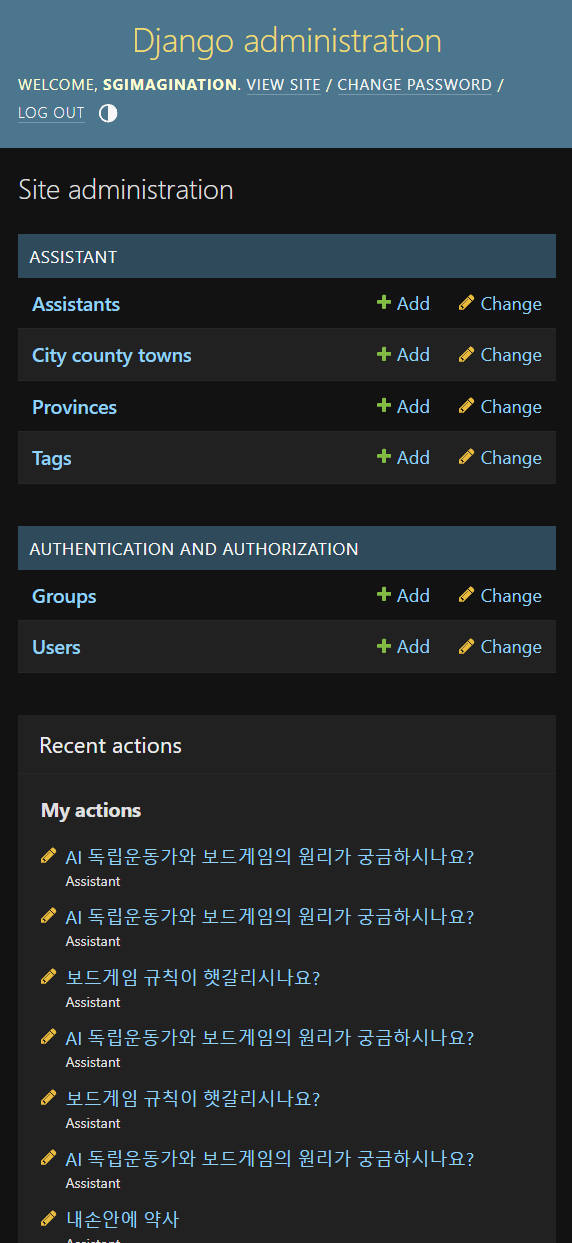 Django administration
WELCOME, SGIMAGINATION. VIEW SITE / CHANGE PASSWORD /
LOG OUT
Site administration
ASSISTANT
Assistants Add Change
City county towns Add Change
Provinces Add Change
Tags Add Change
AUTHENTICATION AND AUTHORIZATION
Groups Add Change
Users Add Change
Recent actions
My actions
AI 독립운동가와 보드게임의 원리가 궁금하시나요?
Assistant
AI 독립운동가와 보드게임의 원리가 궁금하시나요?
Assistant
보드게임 규칙이 햇갈리시나요?
Assistant
AI 독립운동가와 보드게임의 원리가 궁금하시나요?
Assistant
보드게임 규칙이 햇갈리시나요?
Assistant
AI 독립운동가와 보드게임의 원리가 궁금하시나요?
Assistant
내손안에 약사
Assistant